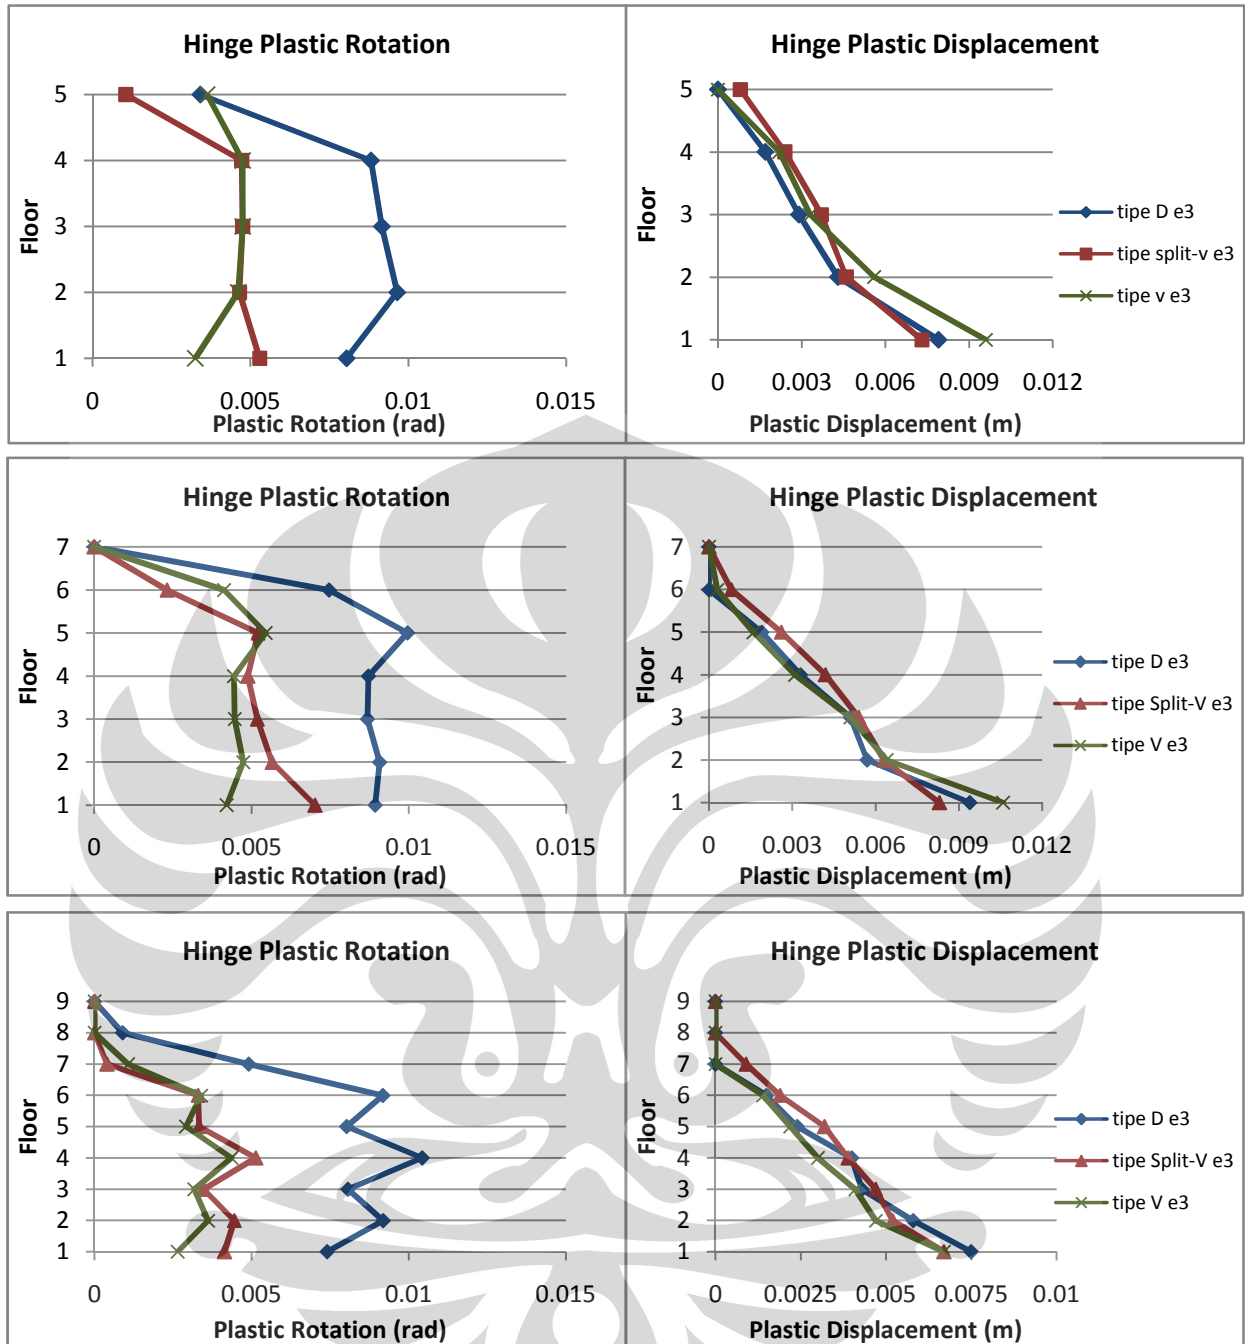 Hinge Plastic Rotation
5
4
3
2
1
Floor
0 0.005 0.01 0.015
Plastic Rotation (rad)
Hinge Plastic Displacement
5
4
3
2
1
Floor
0 0.003 0.006 0.009 0.012
Plastic Displacement (m)
tipe D e3
tipe split-v e3
tipe v e3
Hinge Plastic Rotation
7
6
5
4
3
2
1
Floor
0 0.005 0.01 0.015
Plastic Rotation (rad)
Hinge Plastic Displacement
7
6
5
4
3
2
1
Floor
0 0.003 0.006 0.009 0.012
Plastic Displacement (m)
tipe D e3
tipe Split-V e3
tipe V e3
Hinge Plastic Rotation
9
8
7
6
5
4
3
2
1
Floor
0 0.005 0.01 0.015
Plastic Rotation (rad)
Hinge Plastic Displacement
9
8
7
6
5
4
3
2
1
Floor
0 0.0025 0.005 0.0075 0.01
Plastic Displacement (m)
tipe D e3
tipe Split-V e3
tipe V e3